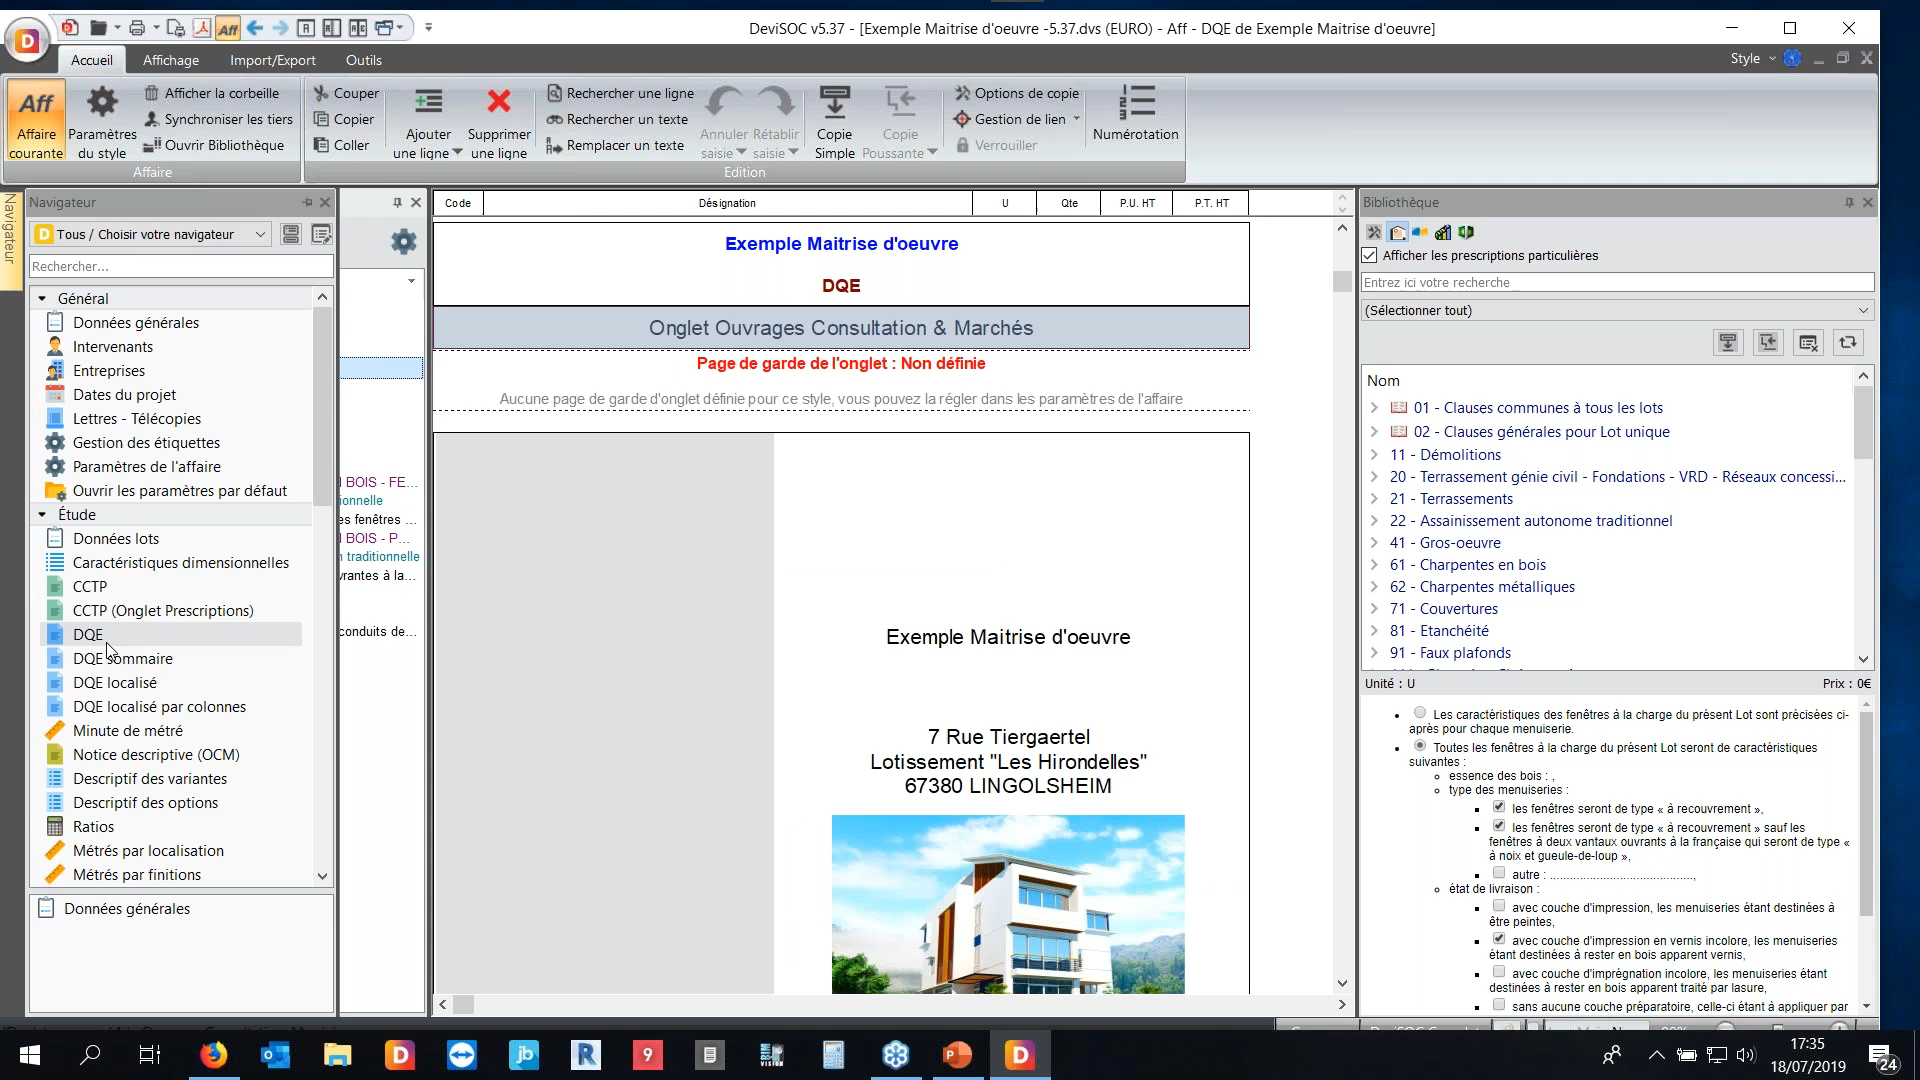 DeviSOC v5.37 - [Exemple Maitrise d'oeuvre -5.37.dvs (EURO) - Aff - DQE de Exemple Maitrise d'oeuvre]
Accueil
Affichage
Import/Export
Outils
Style
Aff
Affaire
courante
Paramètres
du style
Afficher la corbeille
Synchroniser les tiers
Ouvrir Bibliothèque
Affaire
Couper
Copier
Coller
Ajouter
une ligne
Supprimer
une ligne
Rechercher une ligne
Rechercher un texte
Remplacer un texte
Annuler
saisie
Rétablir
saisie
Copie
Simple
Copie
Poussante
Options de copie
Gestion de lien
Verrouiller
Numérotation
Edition
Navigateur
Navigateur
Tous / Choisir votre navigateur
Rechercher...
Général
Données générales
Intervenants
Entreprises
Dates du projet
Lettres - Télécopies
Gestion des étiquettes
Paramètres de l'affaire
Ouvrir les paramètres par défaut
Étude
Données lots
Caractéristiques dimensionnelles
CCTP
CCTP (Onglet Prescriptions)
DQE
DQE sommaire
DQE localisé
DQE localisé par colonnes
Minute de métré
Notice descriptive (OCM)
Descriptif des variantes
Descriptif des options
Ratios
Métrés par localisation
Métrés par finitions
Données générales
BOIS - FE...
ionnelle
es fenêtres ...
BOIS - P...
traditionnelle
vrantes à la...
conduits de...
Code
Désignation
U
Qte
P.U. HT
P.T. HT
Exemple Maitrise d'oeuvre
DQE
Onglet Ouvrages Consultation & Marchés
Page de garde de l'onglet : Non définie
Aucune page de garde d'onglet définie pour ce style, vous pouvez la régler dans les paramètres de l'affaire
Exemple Maitrise d'oeuvre
7 Rue Tiergaertel
Lotissement "Les Hirondelles"
67380 LINGOLSHEIM
Bibliothèque
Afficher les prescriptions particulières
Entrez ici votre recherche
(Sélectionner tout)
Nom
01 - Clauses communes à tous les lots
02 - Clauses générales pour Lot unique
11 - Démolitions
20 - Terrassement génie civil - Fondations - VRD - Réseaux concessi...
21 - Terrassements
22 - Assainissement autonome traditionnel
41 - Gros-oeuvre
61 - Charpentes en bois
62 - Charpentes métalliques
71 - Couvertures
81 - Etanchéité
91 - Faux plafonds
Unité : U
Prix : 0€
Les caractéristiques des fenêtres à la charge du présent Lot sont précisées ci-
après pour chaque menuiserie.
Toutes les fenêtres à la charge du présent Lot seront de caractéristiques
suivantes :
essence des bois : ,
type des menuiseries :
les fenêtres seront de type « à recouvrement »,
les fenêtres seront de type « à recouvrement » sauf les
fenêtres à deux vantaux ouvrants à la française qui seront de type «
à noix et gueule-de-loup »,
autre : ..........................................,
état de livraison :
avec couche d'impression, les menuiseries étant destinées à
être peintes,
avec couche d'impression en vernis incolore, les menuiseries
étant destinées à rester en bois apparent vernis,
avec couche d'imprégnation incolore, les menuiseries étant
destinées à rester en bois apparent traité par lasure,
sans aucune couche préparatoire, celle-ci étant à appliquer par
17:35
18/07/2019
24